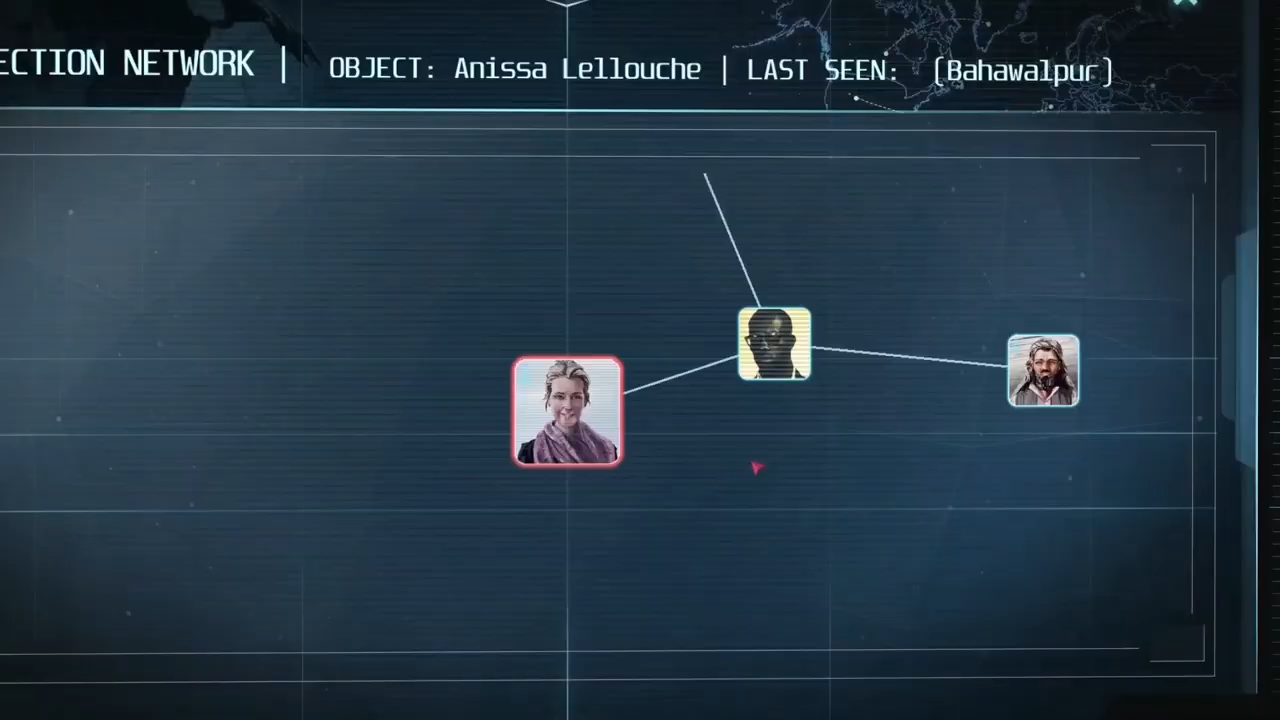 ECTION NETWORK | OBJECT: Anissa Lellouche | LAST SEEN: (Bahawalpur)